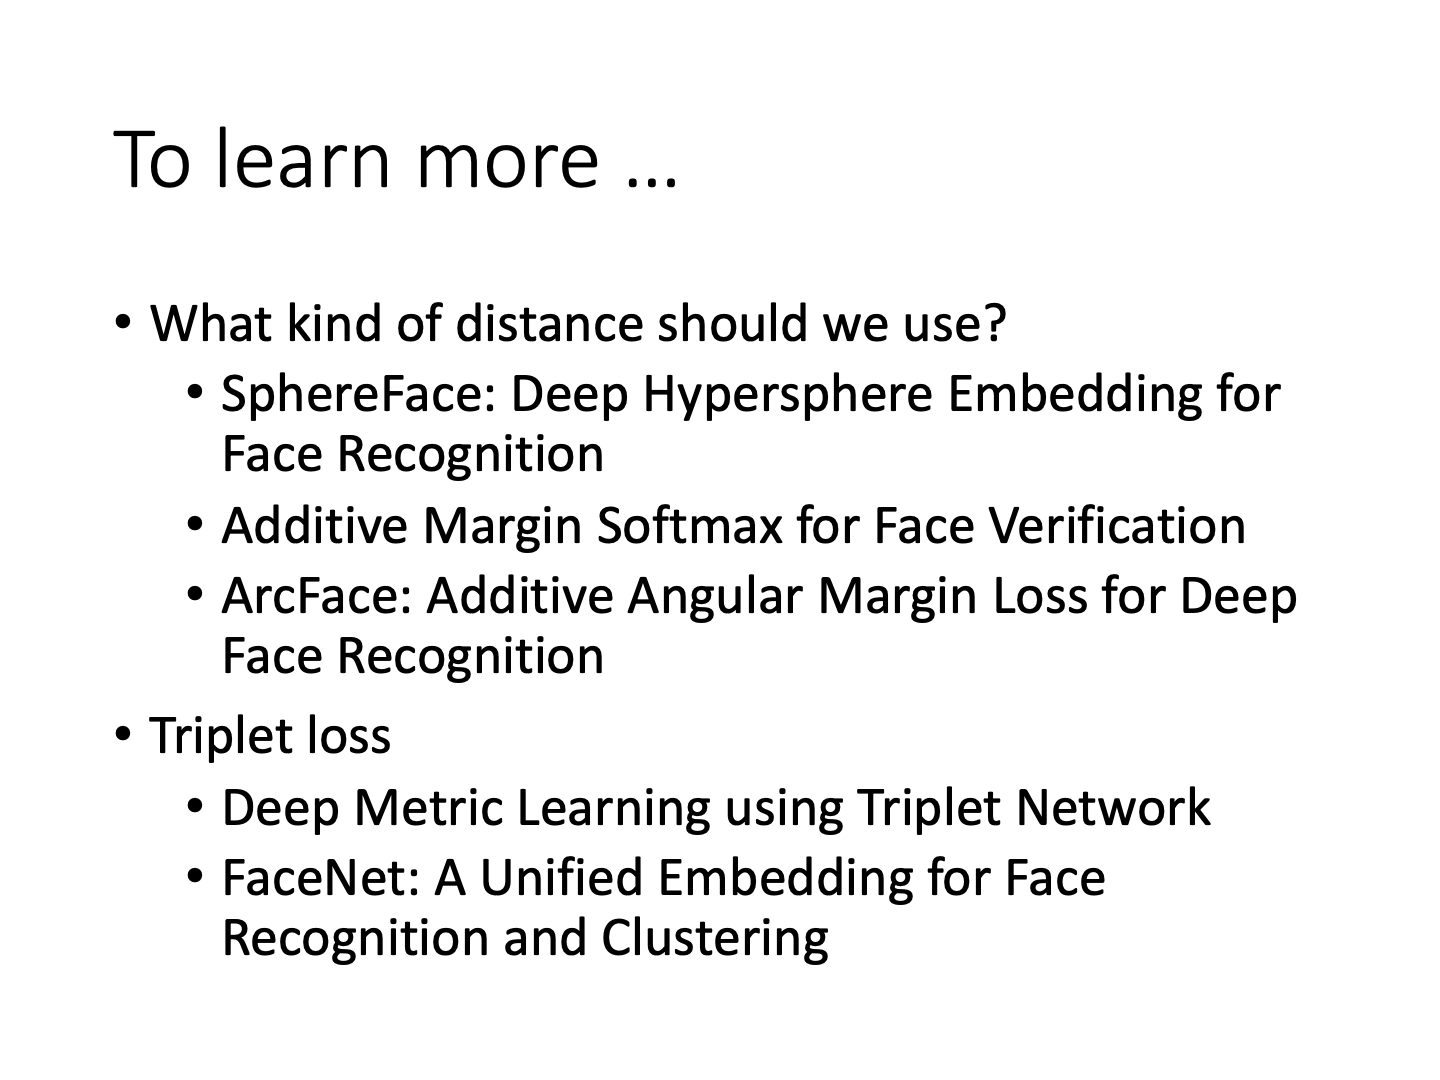 To learn more …
• What kind of distance should we use?
• SphereFace: Deep Hypersphere Embedding for
Face Recognition
• Additive Margin Softmax for Face Verification
• ArcFace: Additive Angular Margin Loss for Deep
Face Recognition
• Triplet loss
• Deep Metric Learning using Triplet Network
• FaceNet: A Unified Embedding for Face
Recognition and Clustering